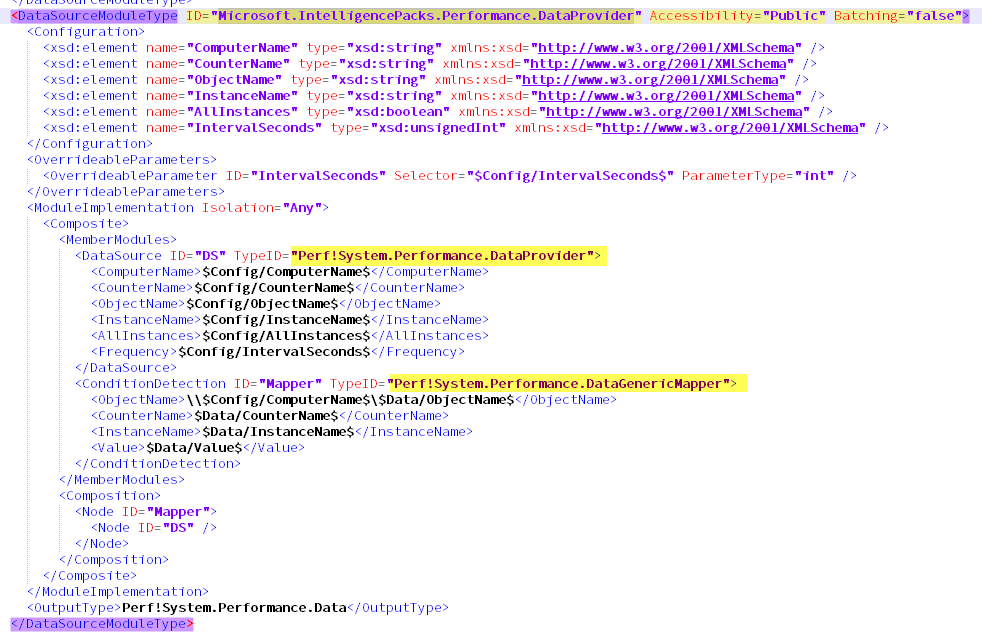 </DataSourceModuleType>
<DataSourceModuleType ID="Microsoft.IntelligencePacks.Performance.DataProvider" Accessibility="Public" Batching="false">
<Configuration>
<xsd:element name="ComputerName" type="xsd:string" xmlns:xsd="http://www.w3.org/2001/XMLSchema" />
<xsd:element name="CounterName" type="xsd:string" xmlns:xsd="http://www.w3.org/2001/XMLSchema" />
<xsd:element name="ObjectName" type="xsd:string" xmlns:xsd="http://www.w3.org/2001/XMLSchema" />
<xsd:element name="InstanceName" type="xsd:string" xmlns:xsd="http://www.w3.org/2001/XMLSchema" />
<xsd:element name="AllInstances" type="xsd:boolean" xmlns:xsd="http://www.w3.org/2001/XMLSchema" />
<xsd:element name="IntervalSeconds" type="xsd:unsignedInt" xmlns:xsd="http://www.w3.org/2001/XMLSchema" />
</Configuration>
<OverrideableParameters>
<OverrideableParameter ID="IntervalSeconds" Selector="$Config/IntervalSeconds$" ParameterType="int" />
</OverrideableParameters>
<ModuleImplementation Isolation="Any">
<Composite>
<MemberModules>
<DataSource ID="DS" TypeID="Perf!System.Performance.DataProvider">
<ComputerName>$Config/ComputerName$</ComputerName>
<CounterName>$Config/CounterName$</CounterName>
<ObjectName>$Config/ObjectName$</ObjectName>
<InstanceName>$Config/InstanceName$</InstanceName>
<AllInstances>$Config/AllInstances$</AllInstances>
<Frequency>$Config/IntervalSeconds$</Frequency>
</DataSource>
<ConditionDetection ID="Mapper" TypeID="Perf!System.Performance.DataGenericMapper">
<ObjectName>\\$Config/ComputerName$\$Data/ObjectName$</ObjectName>
<CounterName>$Data/CounterName$</CounterName>
<InstanceName>$Data/InstanceName$</InstanceName>
<Value>$Data/Value$</Value>
</ConditionDetection>
</MemberModules>
<Composition>
<Node ID="Mapper">
<Node ID="DS" />
</Node>
</Composition>
</Composite>
</ModuleImplementation>
<OutputType>Perf!System.Performance.Data</OutputType>
</DataSourceModuleType>